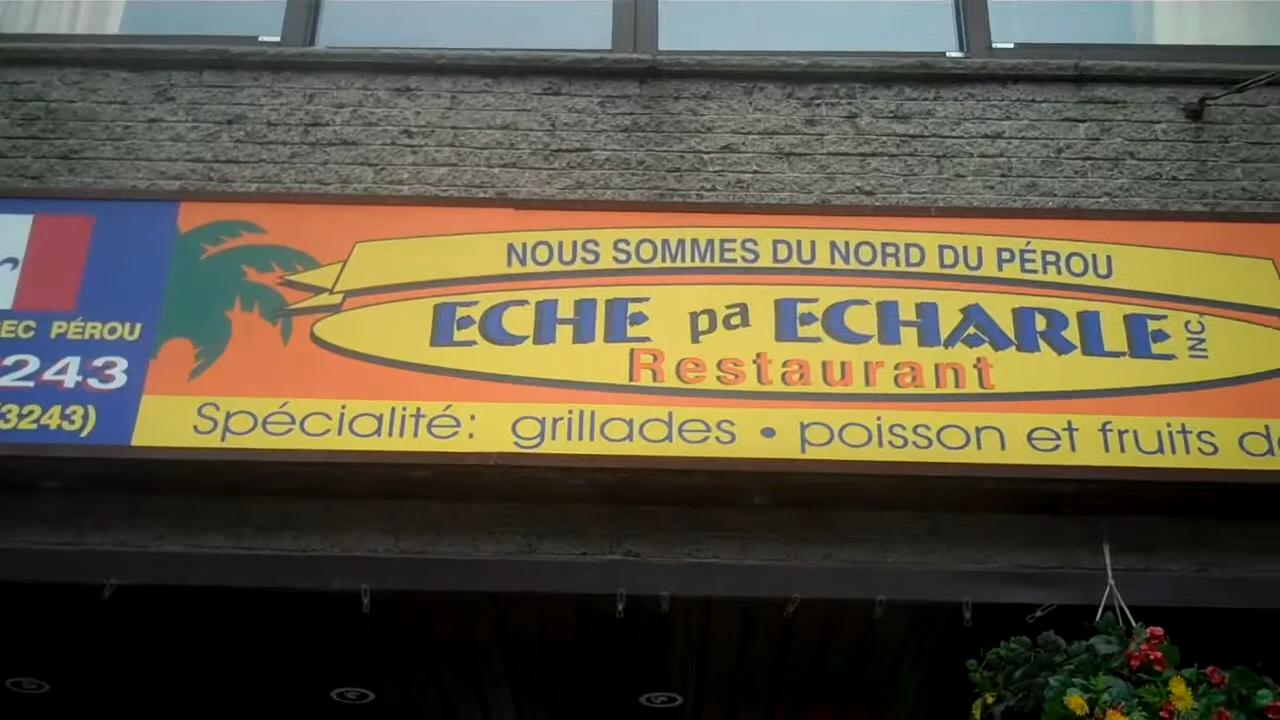 NOUS SOMMES DU NORD DU PÉROU
ECHE pa ECHARLE INC.
Restaurant
Spécialité: grillades • poisson et fruits
PÉROU
243
3243)